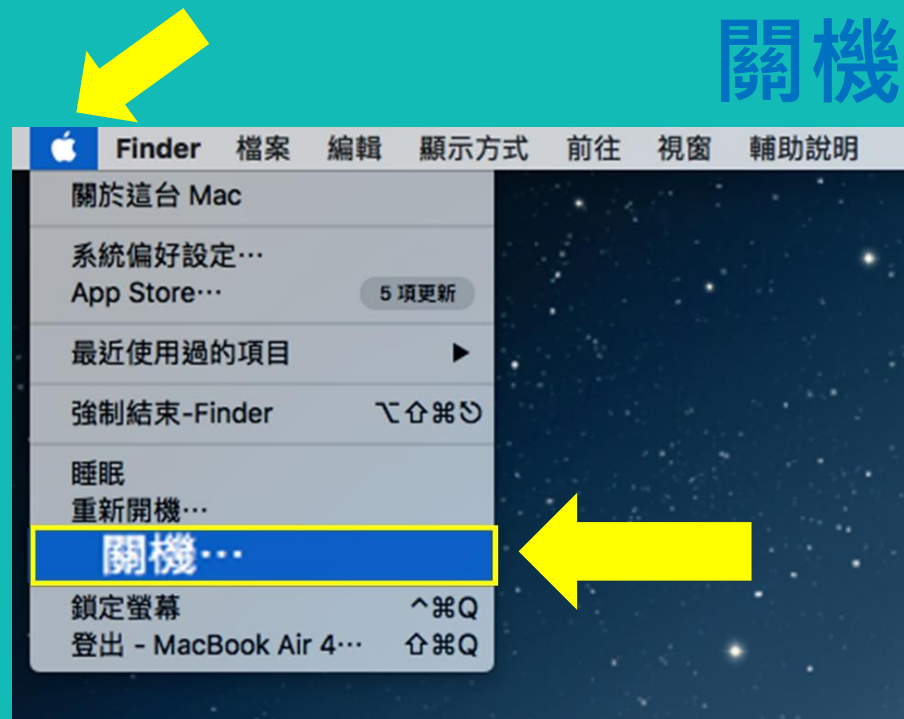 關機
Finder 檔案 編輯 顯示方式 前往 視窗 輔助說明
關於這台 Mac
系統偏好設定⋯
App Store⋯ 5 項更新
最近使用過的項目 ▶
強制結束-Finder ⌥⇧⌘⎋
睡眠
重新開機⋯
關機⋯
鎖定螢幕 ^⌘Q
登出 - MacBook Air 4⋯ ⇧⌘Q